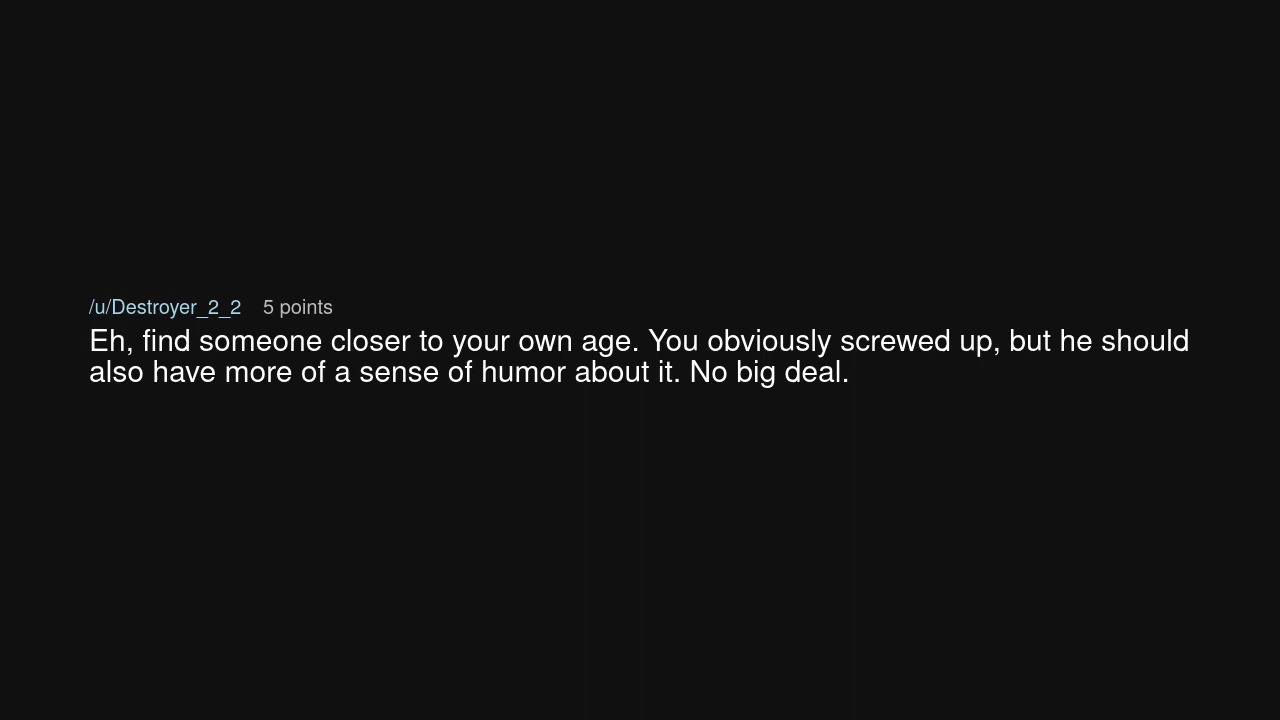 /u/Destroyer_2_2 5 points
Eh, find someone closer to your own age. You obviously screwed up, but he should
also have more of a sense of humor about it. No big deal.